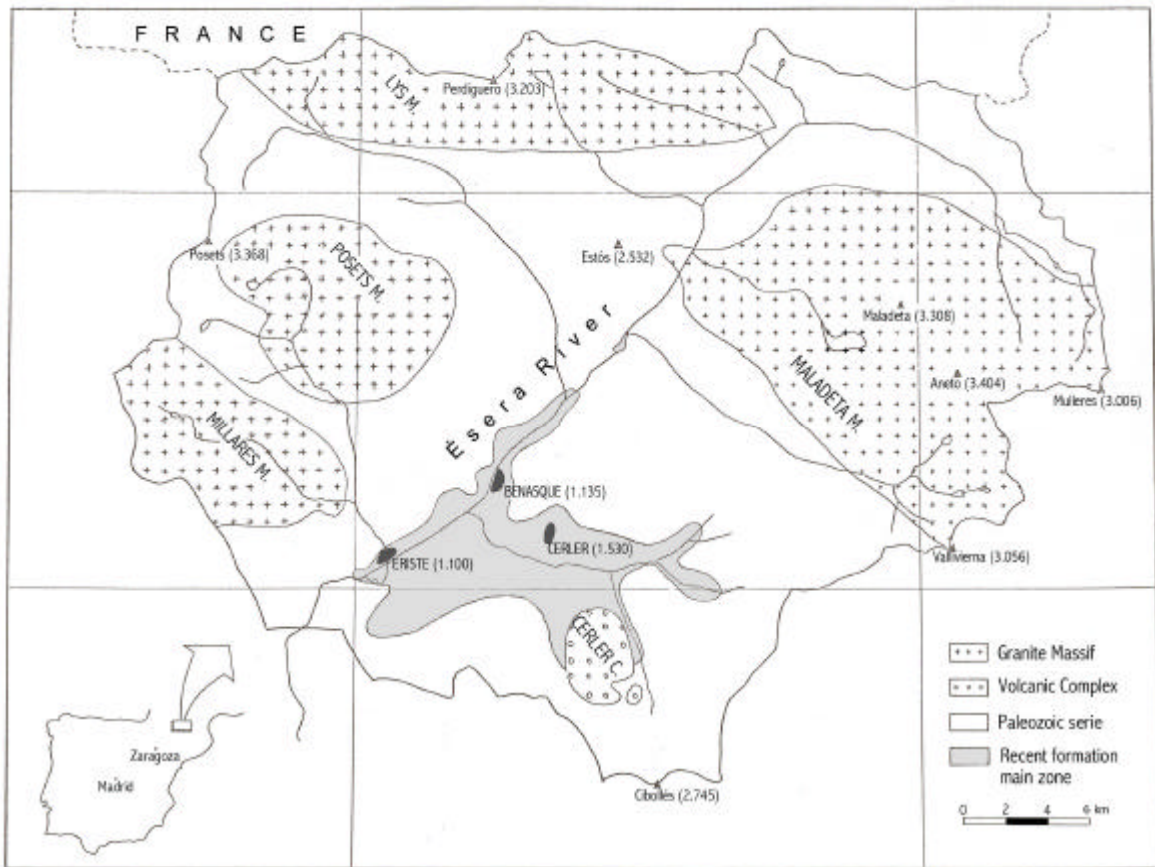 FRANCE
LYS M.
Perdiguero (3.203)
Posets (3.368)
POSETS M.
Estós (2.532)
Maladeta (3.308)
Aneto (3.404)
Mulleres (3.006)
MALADETA M.
MILLARES M.
Ésera River
BENASQUE (1.135)
CERLER (1.530)
ERISTE (1.100)
Vallivierna (3.056)
CERLER C.
Granite Massif
Volcanic Complex
Paleozoic serie
Recent formation
main zone
Zaragoza
Madrid
Cibollés (2.745)
0 2 4 6 km